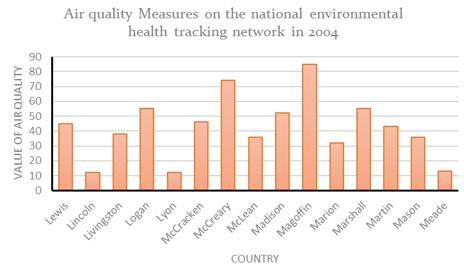 Air quality Measures on the national environmental
health tracking network in 2004
VALUE OF AIR QUALITY
90
80
70
60
50
40
30
20
10
0
Lewis
Lincoln
Livingston
Logan
Lyon
McCracken
McCreary
McLean
Madison
Magoffin
Marion
Marshall
Martin
Mason
Meade
COUNTRY